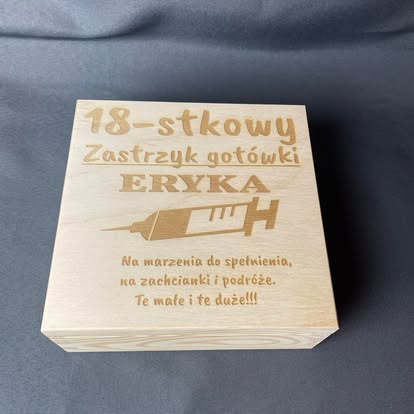 18-stkowy
Zastrzyk gotówki
ERYKA
Na marzenia do spełnienia,
na zachcianki i podróże.
Te małe i te duże!!!